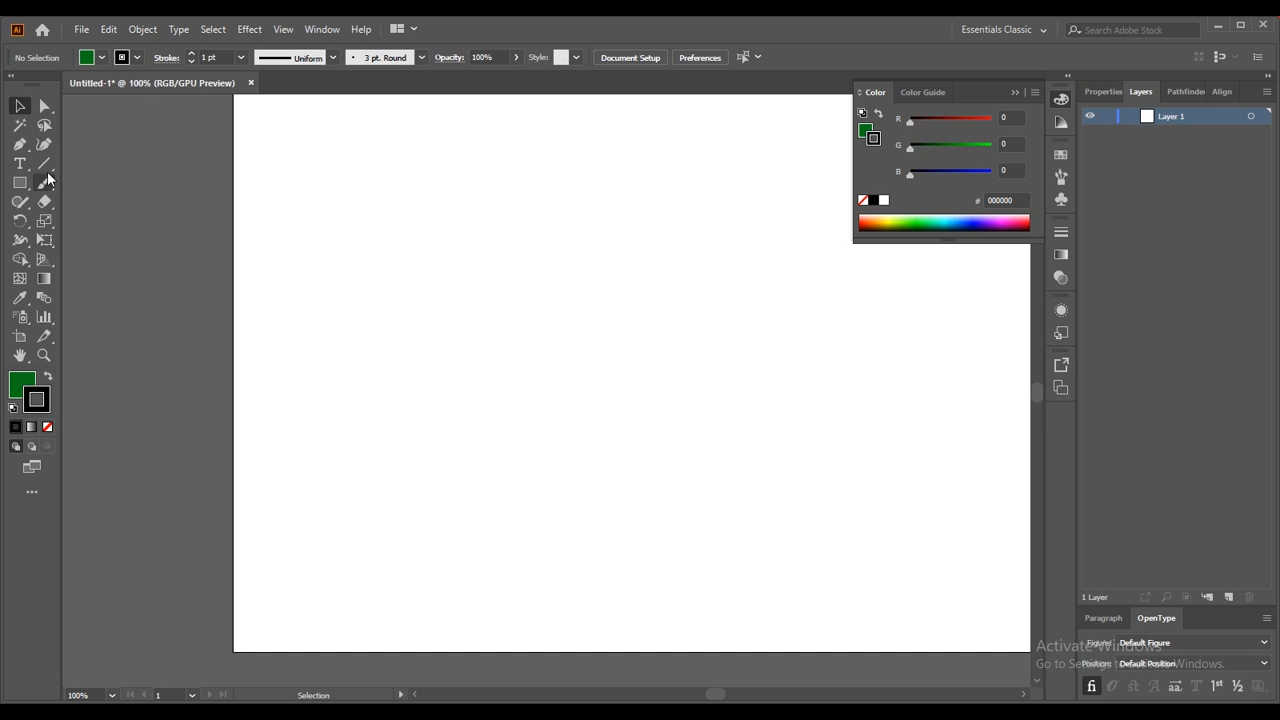 Ai File Edit Object Type Select Effect View Window Help Essentials Classic Search Adobe Stock
No Selection Stroke: 1 pt Uniform 3 pt. Round Opacity: 100% Style: Document Setup Preferences
Untitled-1* @ 100% (RGB/GPU Preview)
Color Color Guide
R 0
G 0
B 0
# 000000
Properties Layers Pathfinder Align
Layer 1
1 Layer
Paragraph OpenType
Figure: Default Figure
Position: Default Position
Activate Windows
Go to Settings to activate Windows.
100% 1 Selection